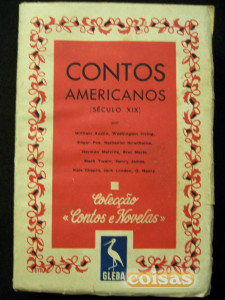 CONTOS
AMERICANOS
(SÉCULO XIX)
por
William Austin, Washington Irving,
Edgar Poe, Nathaniel Hawthorne,
Herman Melville, Bret Harte,
Mark Twain, Henry James,
Kate Chopin, Jack London, O. Henry
Colecção
«Contos e Novelas»
GLEBA
coisas